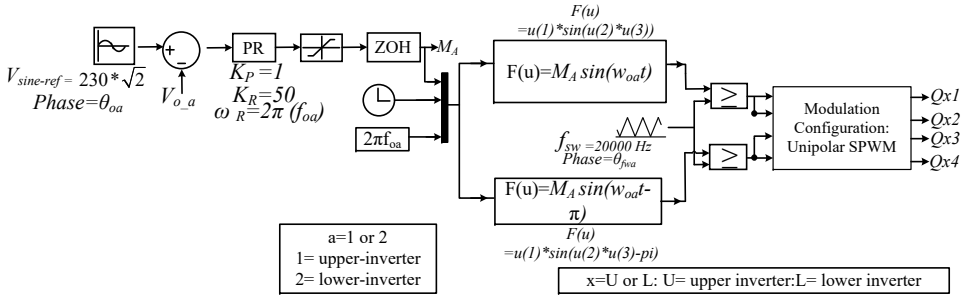 V_sine-ref = 230*√2
Phase=θ_oa
+
−
V_o_a
PR
K_P=1
K_R=50
ω_R=2π (f_oa)
ZOH
M_A
2πf_oa
F(u)
=u(1)*sin(u(2)*u(3))
F(u)=M_A sin(w_oa t)
f_sw=20000 Hz
Phase=θ_fwa
F(u)=M_A sin(w_oa t-
π)
F(u)
=u(1)*sin(u(2)*u(3)-pi)
≥
≥
Modulation
Configuration:
Unipolar SPWM
Qx1
Qx2
Qx3
Qx4
a=1 or 2
1= upper-inverter
2= lower-inverter
x=U or L: U= upper inverter:L= lower inverter